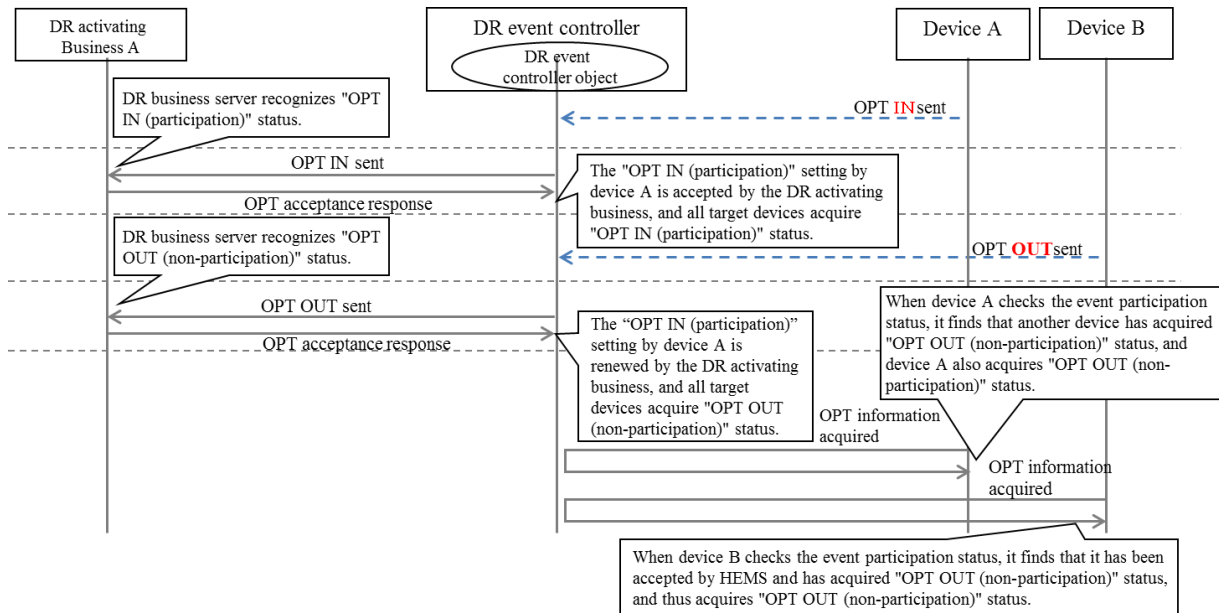 DR activating
Business A
DR event controller
DR event
controller object
Device A
Device B
DR business server recognizes "OPT
IN (participation)" status.
OPT IN sent
OPT IN sent
OPT acceptance response
The "OPT IN (participation)" setting by
device A is accepted by the DR activating
business, and all target devices acquire
"OPT IN (participation)" status.
DR business server recognizes "OPT
OUT (non-participation)" status.
OPT OUT sent
OPT OUT sent
OPT acceptance response
The “OPT IN (participation)”
setting by device A is
renewed by the DR activating
business, and all target
devices acquire "OPT OUT
(non-participation)" status.
When device A checks the event participation
status, it finds that another device has acquired
"OPT OUT (non-participation)" status, and
device A also acquires "OPT OUT (non-
participation)" status.
OPT information
acquired
OPT information
acquired
When device B checks the event participation status, it finds that it has been
accepted by HEMS and has acquired "OPT OUT (non-participation)" status,
and thus acquires "OPT OUT (non-participation)" status.